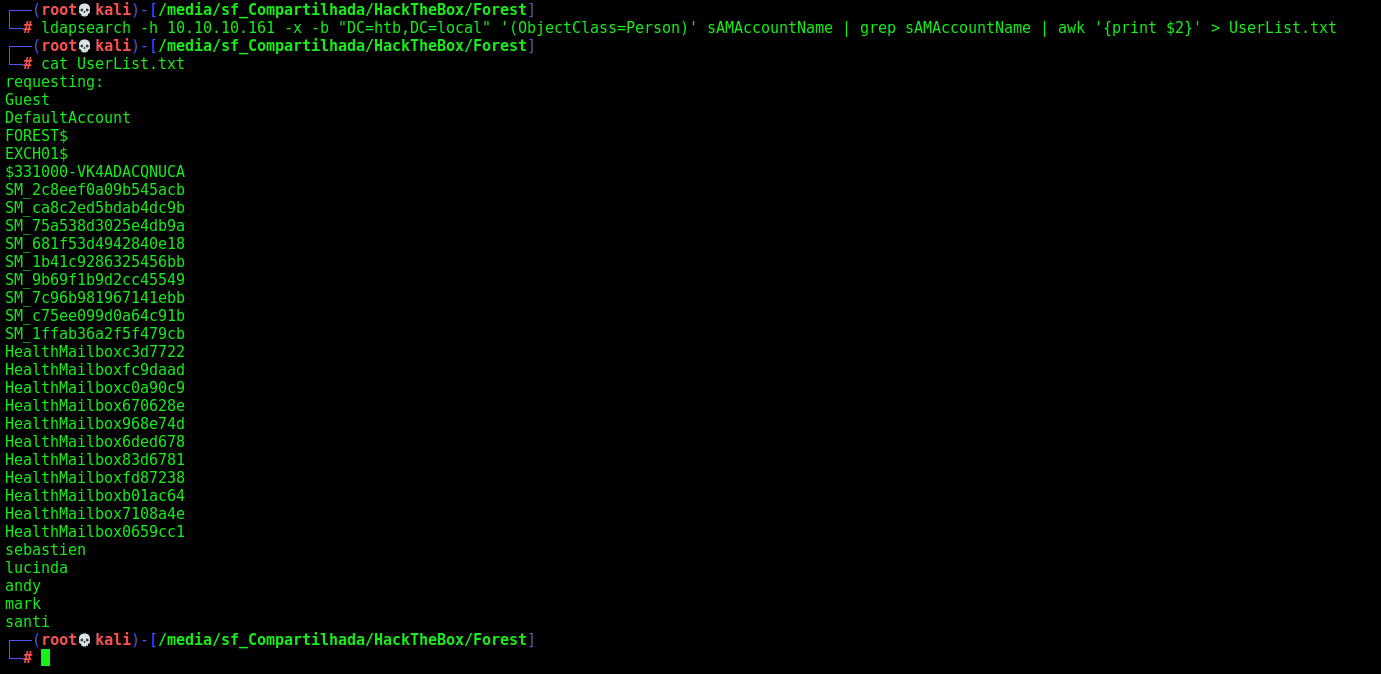 ┌──(root💀kali)-[/media/sf_Compartilhada/HackTheBox/Forest]
└─# ldapsearch -h 10.10.10.161 -x -b "DC=htb,DC=local" '(ObjectClass=Person)' sAMAccountName | grep sAMAccountName | awk '{print $2}' > UserList.txt
┌──(root💀kali)-[/media/sf_Compartilhada/HackTheBox/Forest]
└─# cat UserList.txt
requesting:
Guest
DefaultAccount
FOREST$
EXCH01$
$331000-VK4ADACQNUCA
SM_2c8eef0a09b545acb
SM_ca8c2ed5bdab4dc9b
SM_75a538d3025e4db9a
SM_681f53d4942840e18
SM_1b41c9286325456bb
SM_9b69f1b9d2cc45549
SM_7c96b981967141ebb
SM_c75ee099d0a64c91b
SM_1ffab36a2f5f479cb
HealthMailboxc3d7722
HealthMailboxfc9daad
HealthMailboxc0a90c9
HealthMailbox670628e
HealthMailbox968e74d
HealthMailbox6ded678
HealthMailbox83d6781
HealthMailboxfd87238
HealthMailboxb01ac64
HealthMailbox7108a4e
HealthMailbox0659cc1
sebastien
lucinda
andy
mark
santi
┌──(root💀kali)-[/media/sf_Compartilhada/HackTheBox/Forest]
└─#